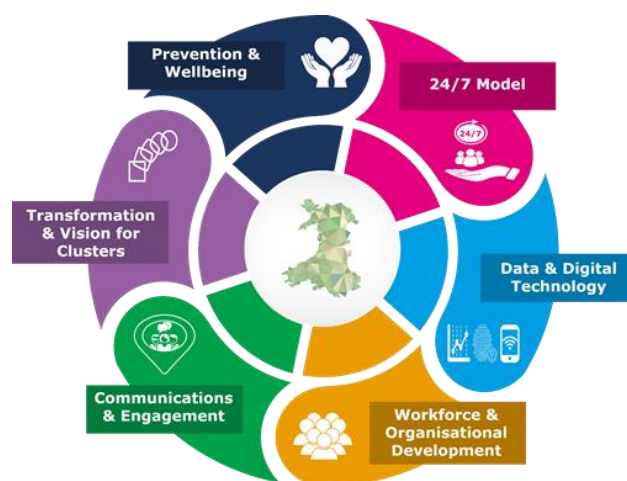 Prevention &
Wellbeing
24/7 Model
24/7
Transformation
& Vision for
Clusters
Data & Digital
Technology
Communications
& Engagement
Workforce &
Organisational
Development